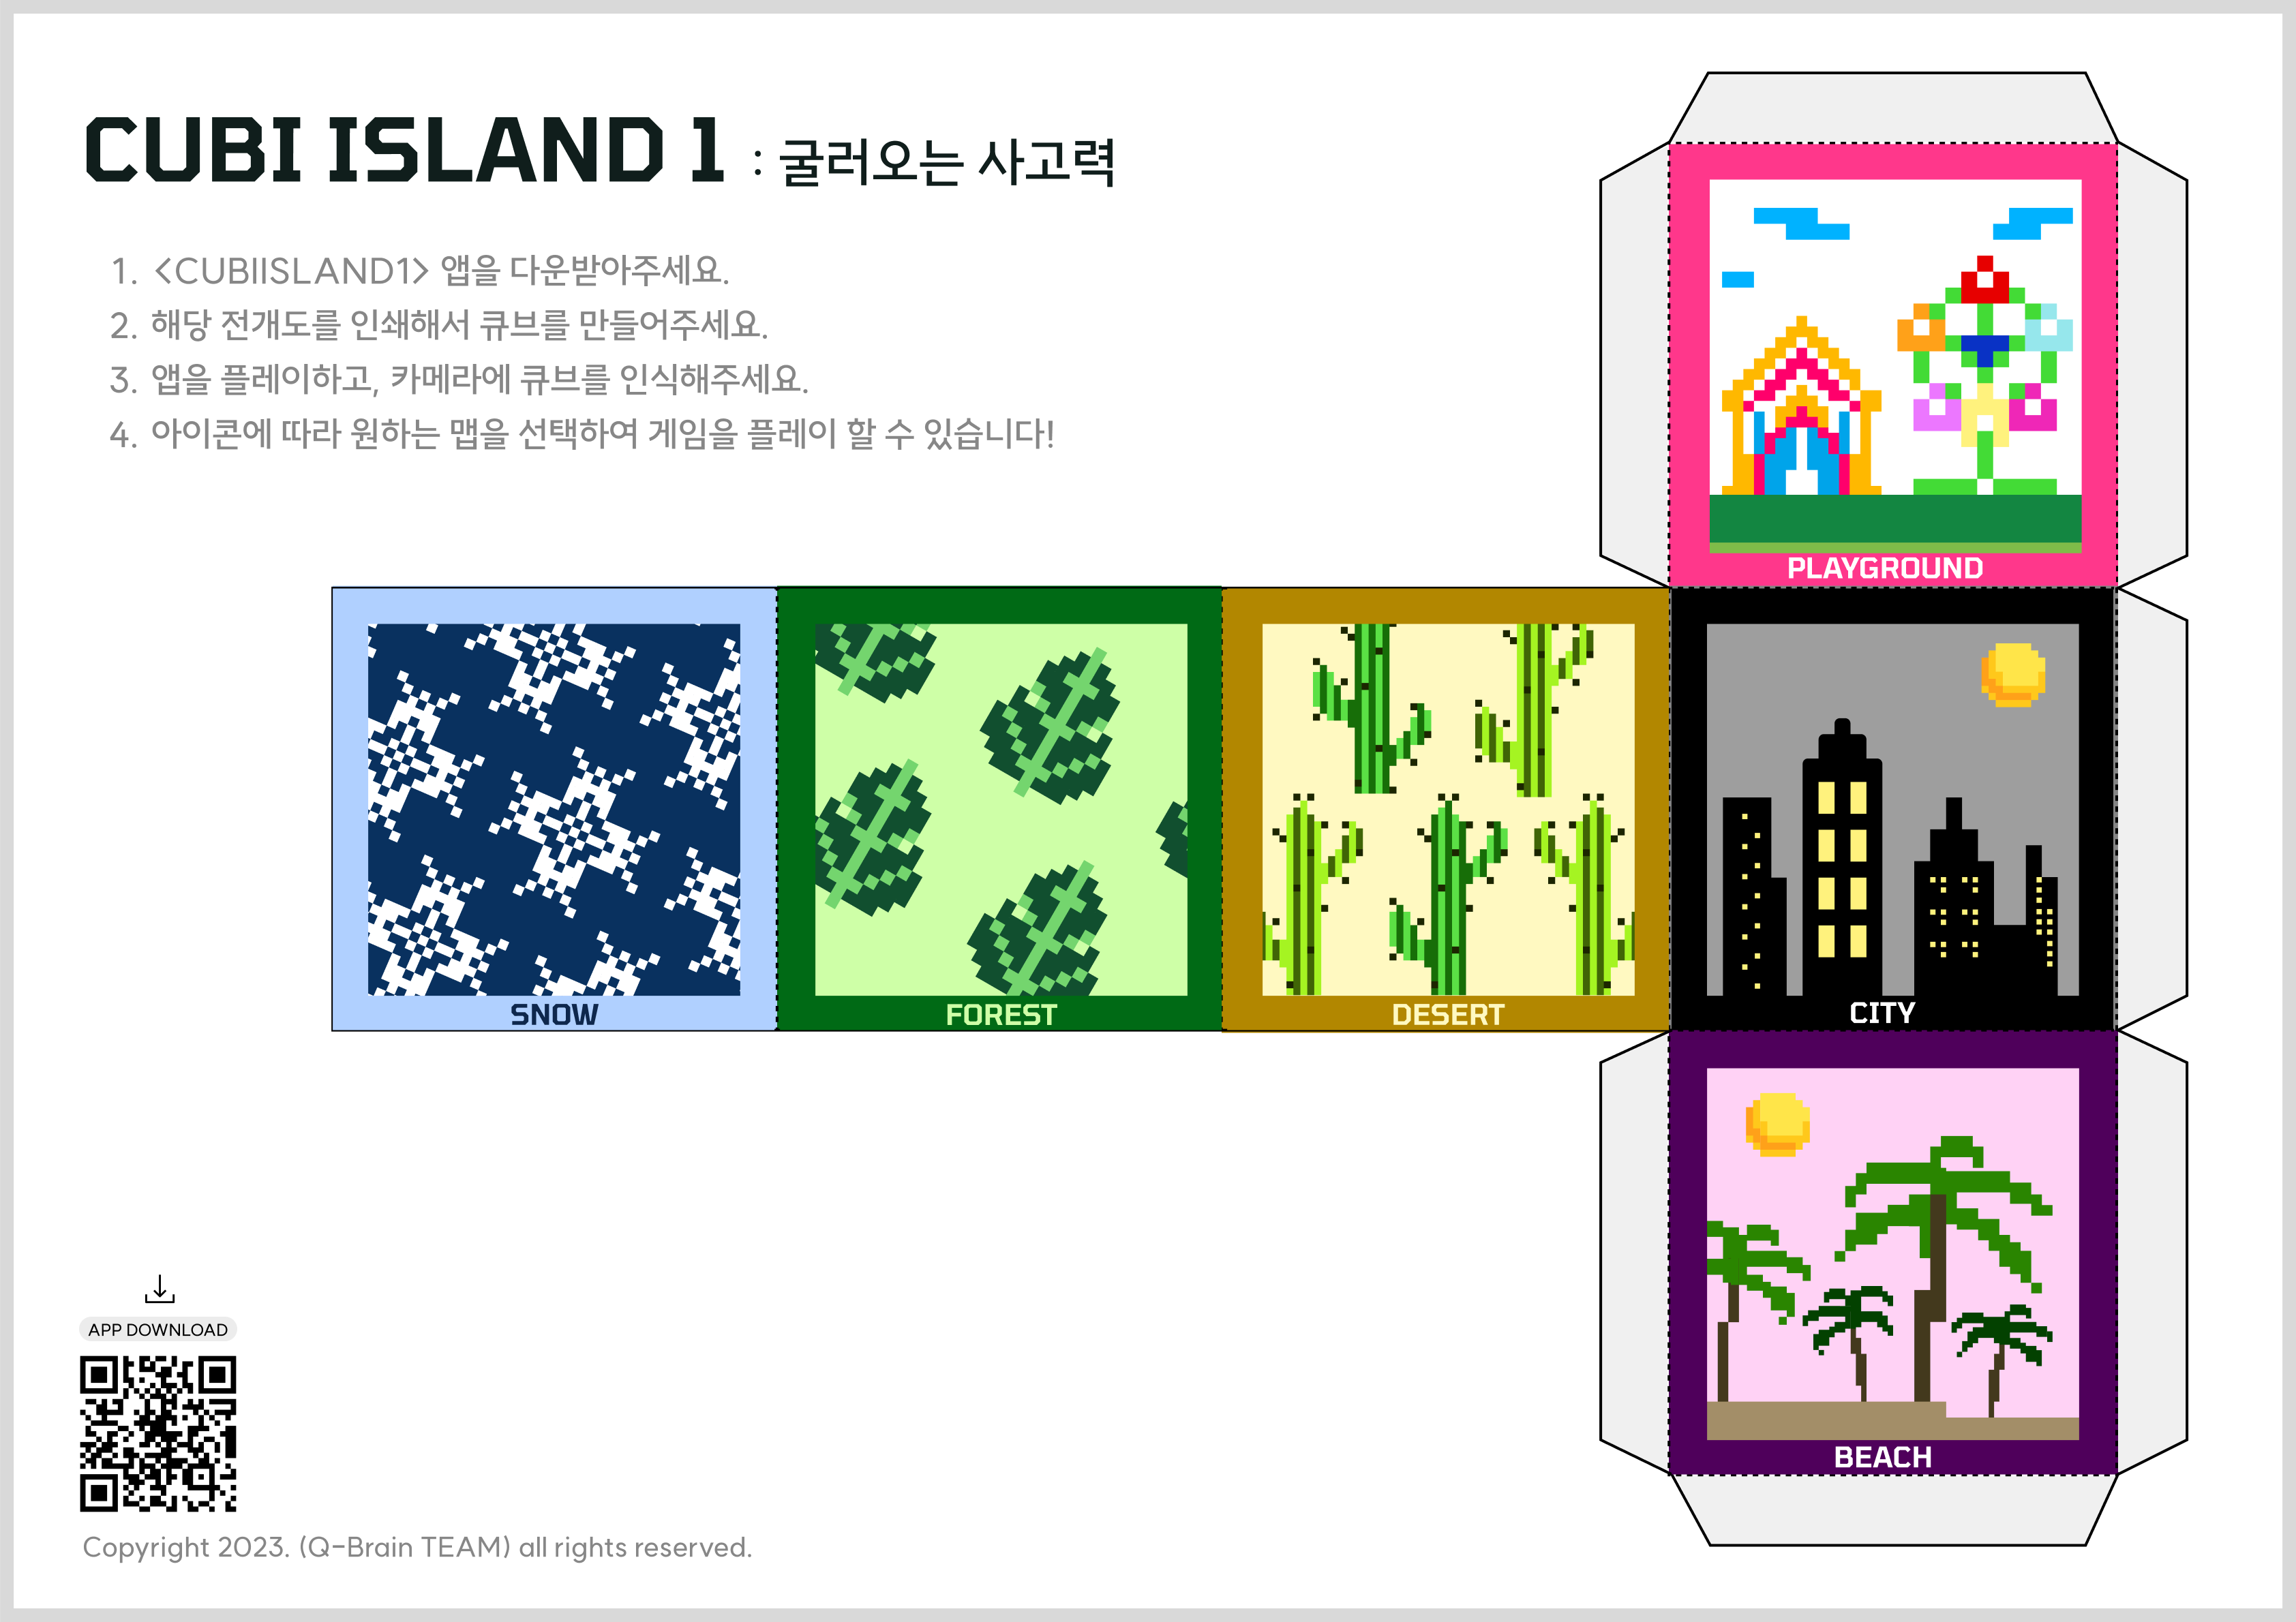 CUBI ISLAND 1 : 굴러오는 사고력
1. <CUBIISLAND1> 앱을 다운받아주세요.
2. 해당 전개도를 인쇄해서 큐브를 만들어주세요.
3. 앱을 플레이하고, 카메라에 큐브를 인식해주세요.
4. 아이콘에 따라 원하는 맵을 선택하여 게임을 플레이 할 수 있습니다!
PLAYGROUND
SNOW
FOREST
DESERT
CITY
BEACH
APP DOWNLOAD
Copyright 2023. (Q-Brain TEAM) all rights reserved.